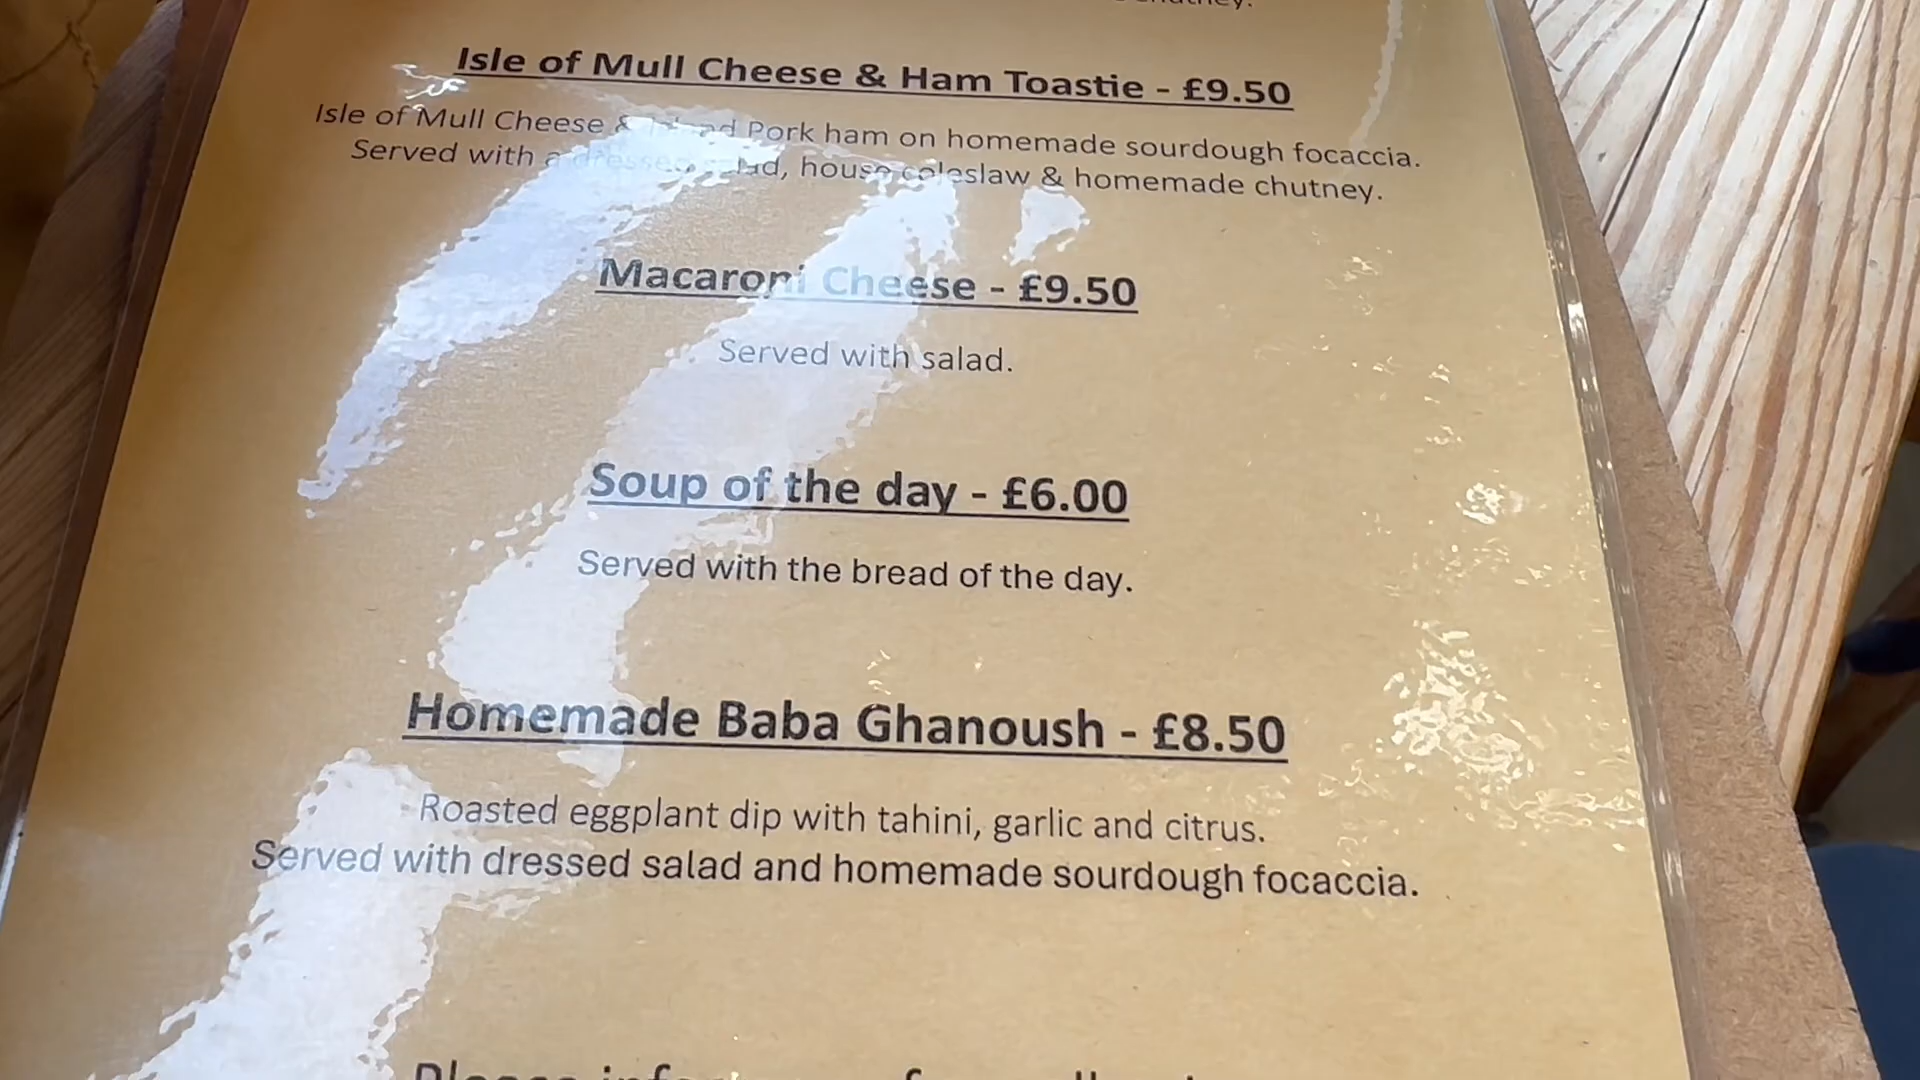 chutney.
Isle of Mull Cheese & Ham Toastie - £9.50
Isle of Mull Cheese & Pork ham on homemade sourdough focaccia.
Served with a dressed salad, house coleslaw & homemade chutney.
Macaroni Cheese - £9.50
Served with salad.
Soup of the day - £6.00
Served with the bread of the day.
Homemade Baba Ghanoush - £8.50
Roasted eggplant dip with tahini, garlic and citrus.
Served with dressed salad and homemade sourdough focaccia.